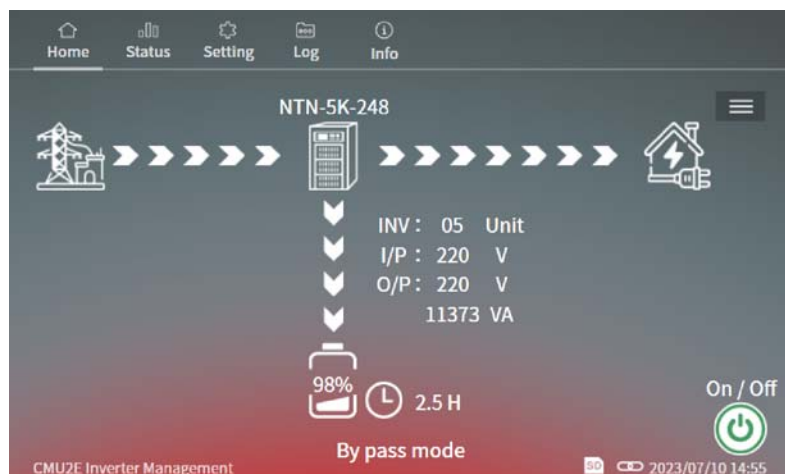 Home Status Setting Log Info
NTN-5K-248
INV: 05 Unit
I/P : 220 V
O/P: 220 V
11373 VA
98%
2.5 H
On / Off
By pass mode
CMU2E Inverter Management
SD 2023/07/10 14:55